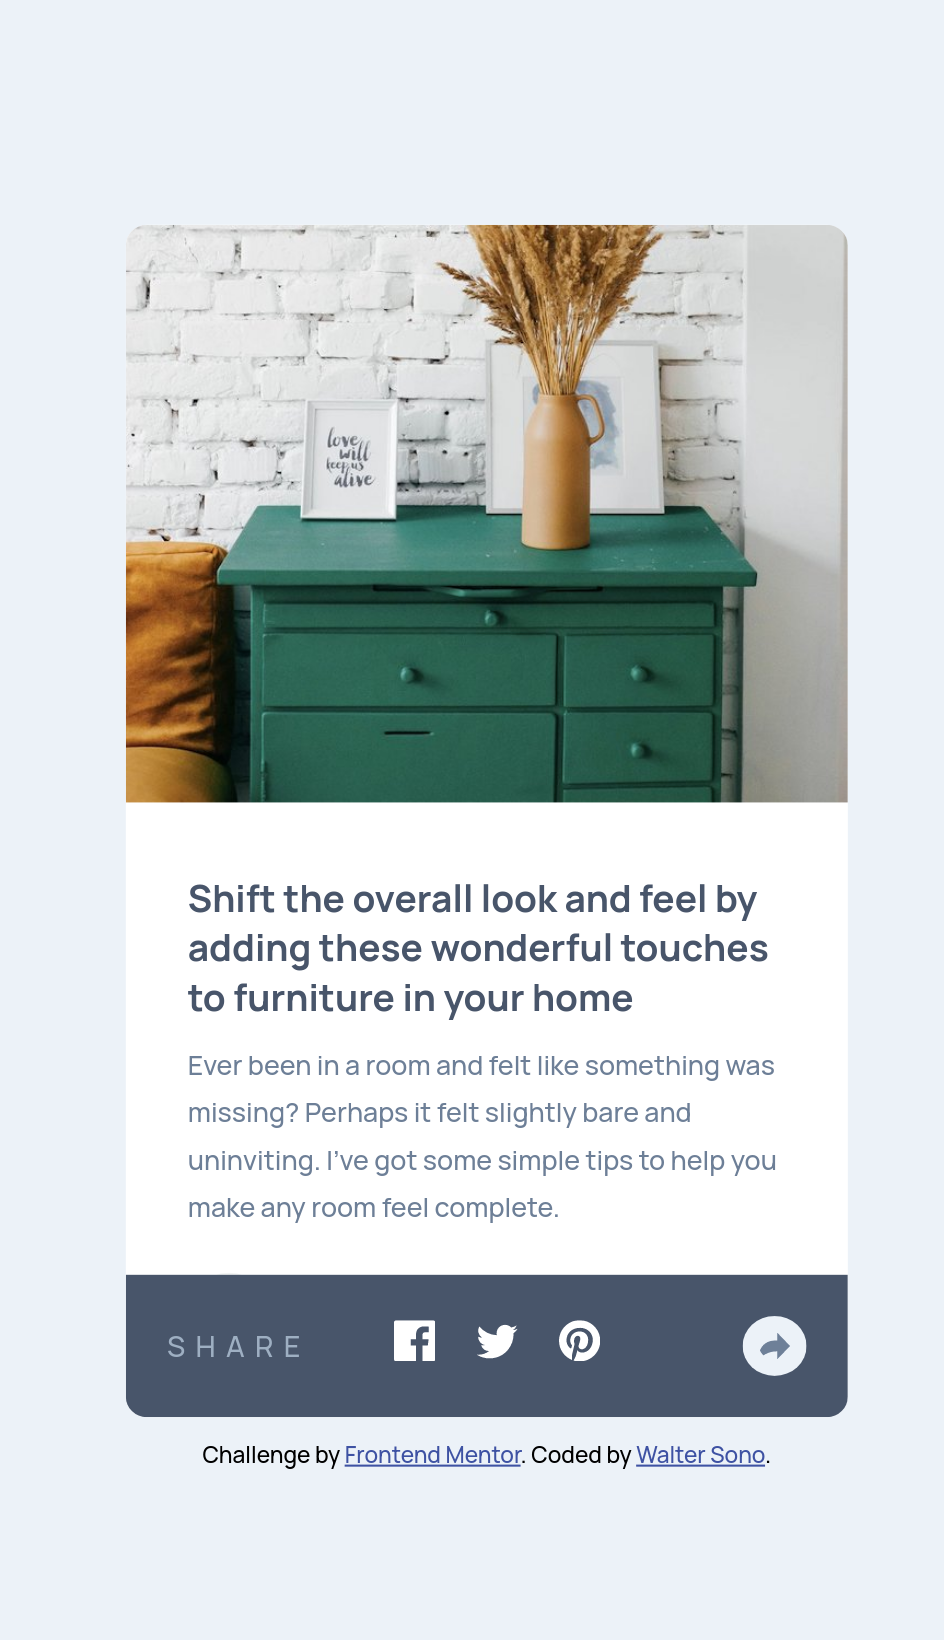 love
will
keep us
alive
Shift the overall look and feel by
adding these wonderful touches
to furniture in your home
Ever been in a room and felt like something was
missing? Perhaps it felt slightly bare and
uninviting. I’ve got some simple tips to help you
make any room feel complete.
SHARE
Challenge by Frontend Mentor. Coded by Walter Sono.